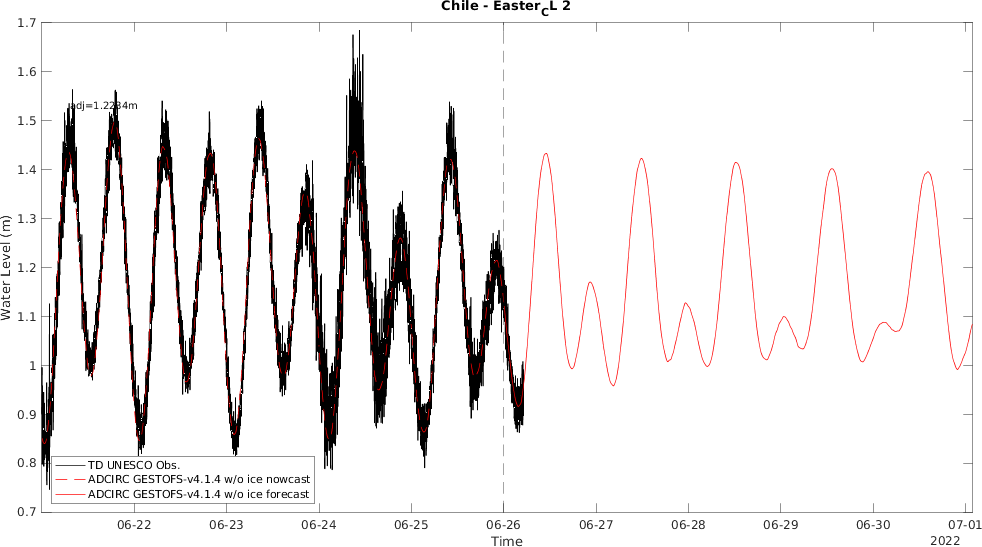 Chile - Easter_CL 2
1.7
1.6
1.5
1.4
1.3
1.2
1.1
1
0.9
0.8
0.7
Water Level (m)
adj=1.2284m
TD UNESCO Obs.
ADCIRC GESTOFS-v4.1.4 w/o ice nowcast
ADCIRC GESTOFS-v4.1.4 w/o ice forecast
06-22 06-23 06-24 06-25 06-26 06-27 06-28 06-29 06-30 07-01
Time
2022